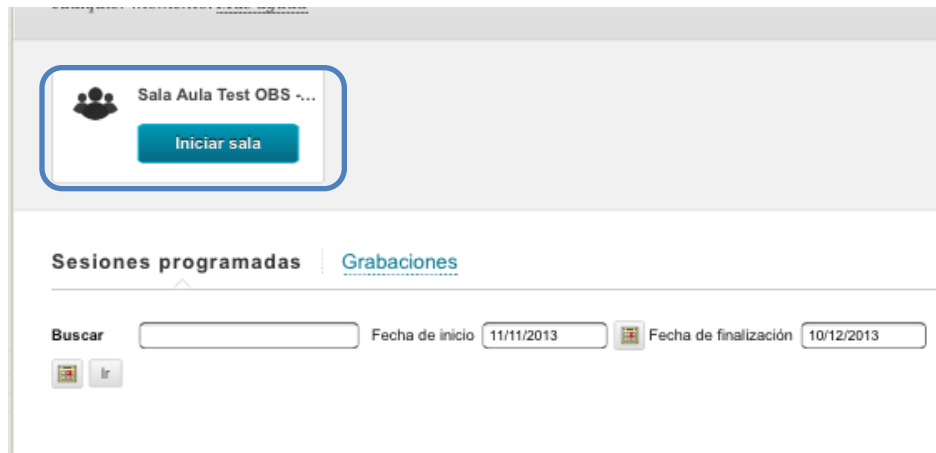 Sala Aula Test OBS -...
Iniciar sala
Sesiones programadas Grabaciones
Buscar Fecha de inicio 11/11/2013 Fecha de finalización 10/12/2013
Ir